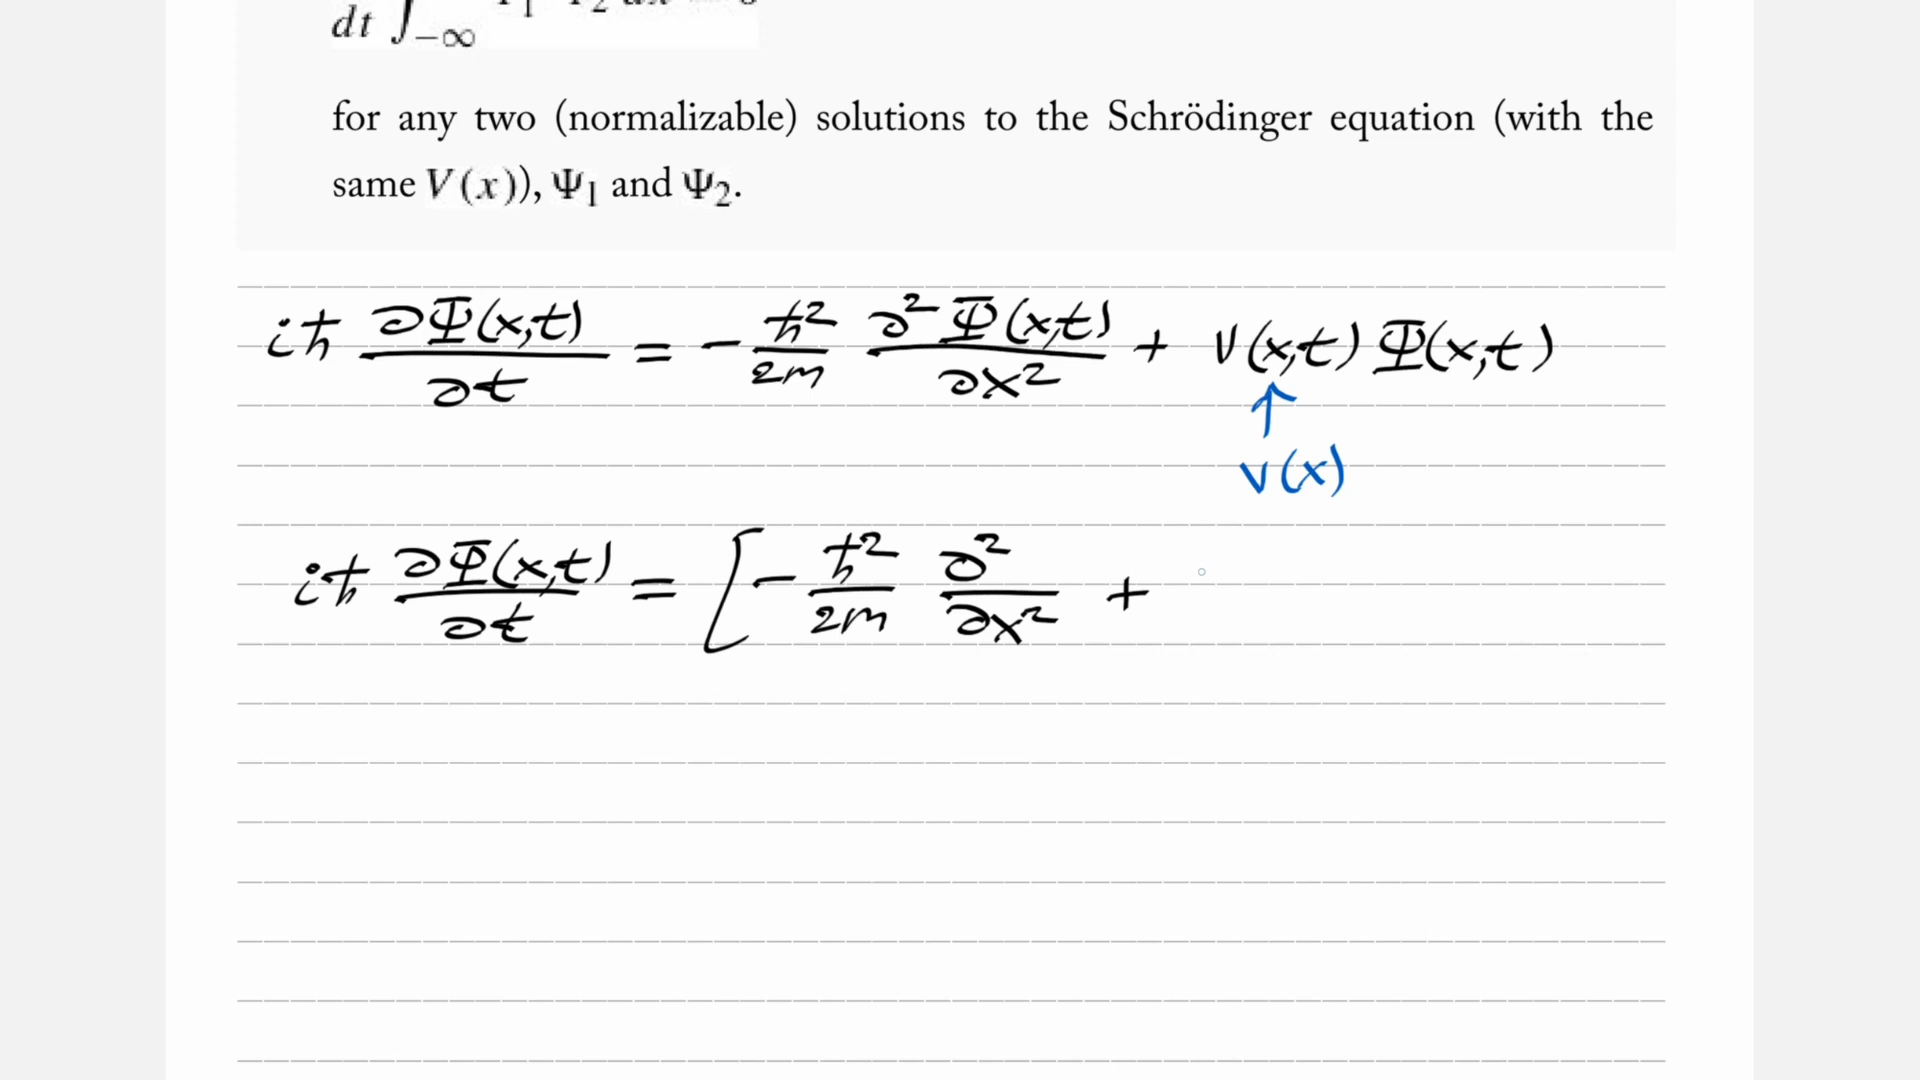 dt ∫−∞
for any two (normalizable) solutions to the Schrödinger equation (with the
same V(x)), Ψ1 and Ψ2.
iħ ∂Ψ(x,t)/∂t = − ħ²/2m ∂²Ψ(x,t)/∂x² + V(x,t) Ψ(x,t)
↑
V(x)
iħ ∂Ψ(x,t)/∂t = [− ħ²/2m ∂²/∂x² +